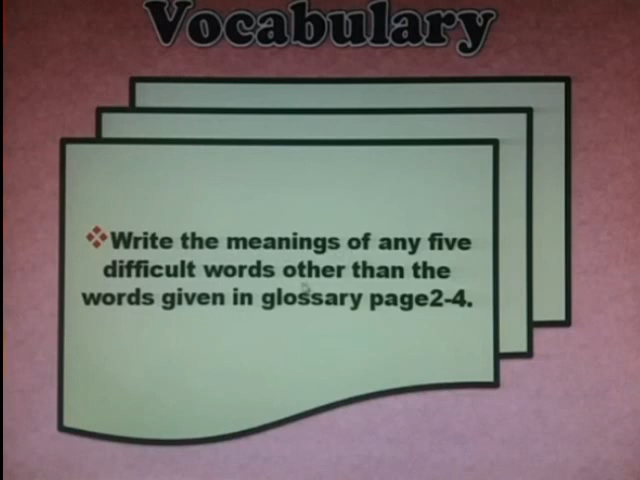 Vocabulary
Write the meanings of any five
difficult words other than the
words given in glossary page2-4.